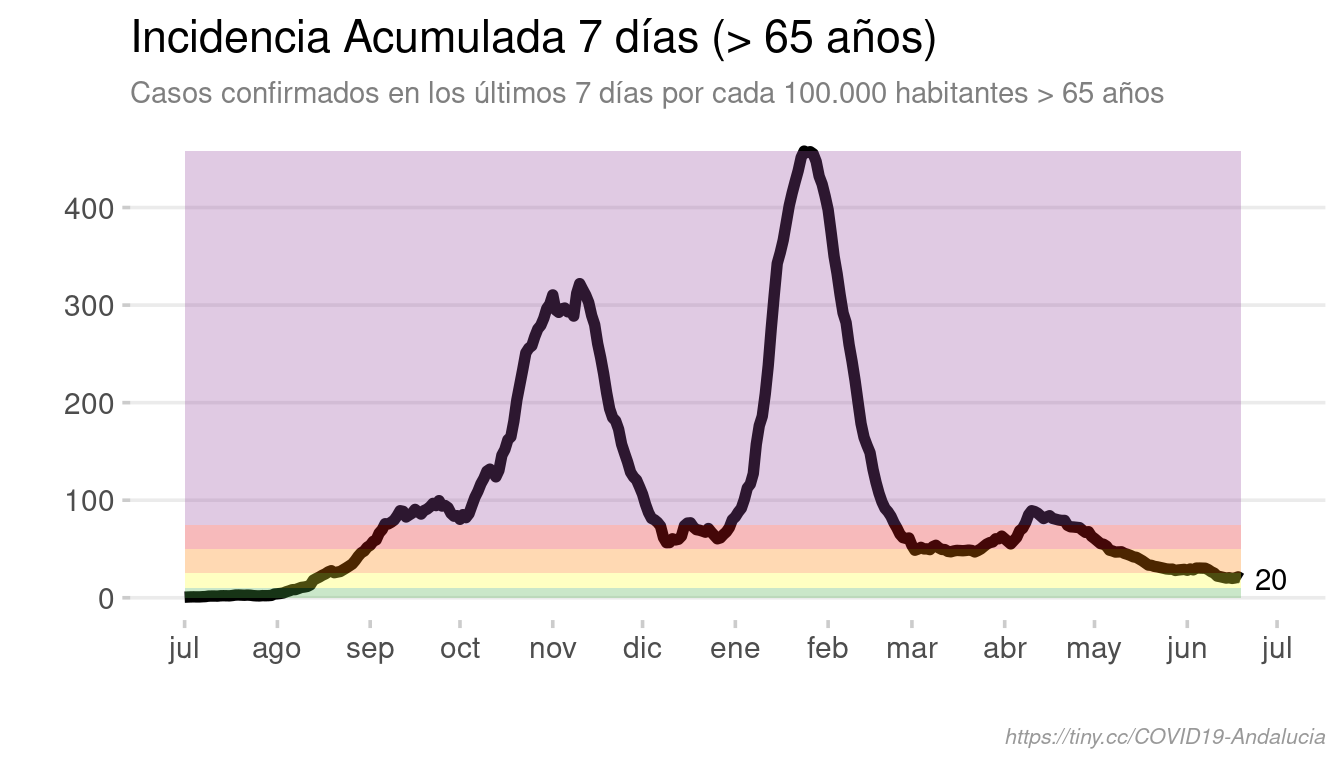 Incidencia Acumulada 7 días (> 65 años)
Casos confirmados en los últimos 7 días por cada 100.000 habitantes > 65 años
400
300
200
100
0
20
jul ago sep oct nov dic ene feb mar abr may jun jul
https://tiny.cc/COVID19-Andalucia